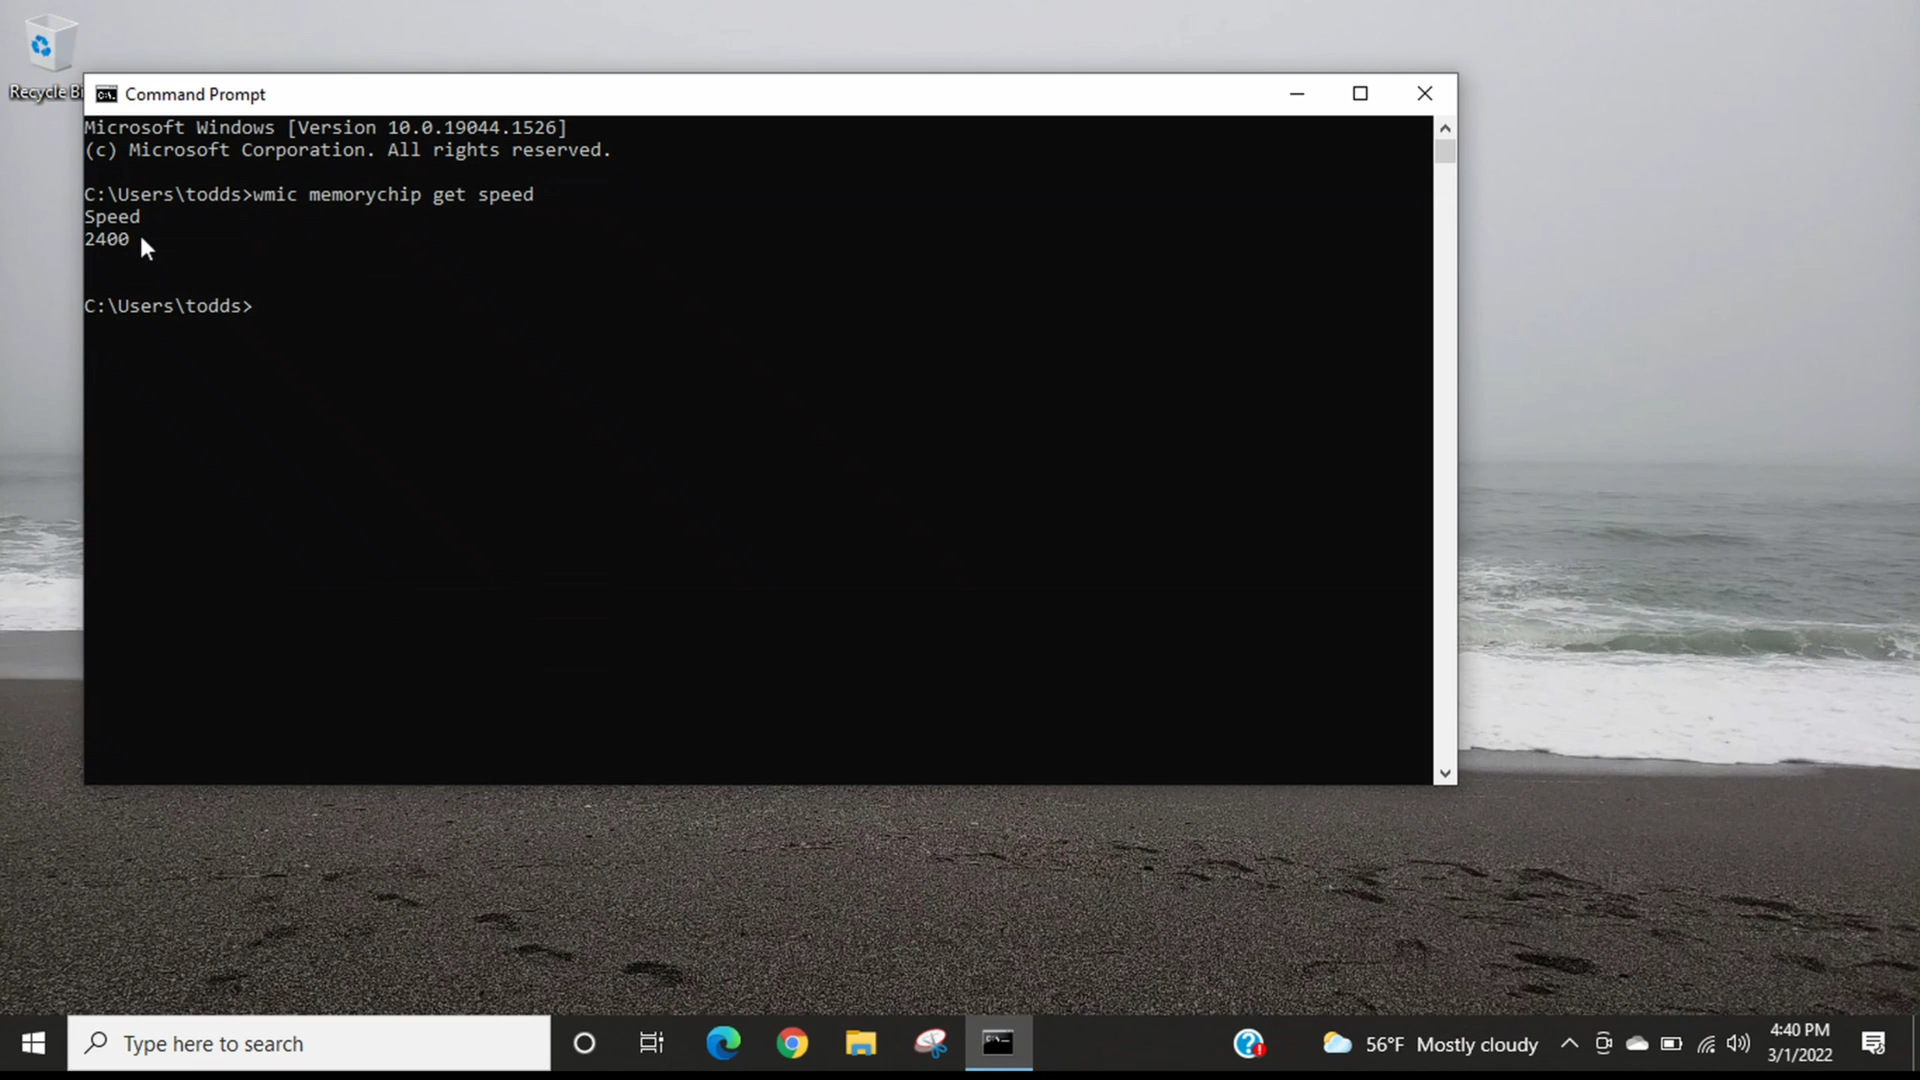 Recycle Bi
Command Prompt
Microsoft Windows [Version 10.0.19044.1526]
(c) Microsoft Corporation. All rights reserved.
C:\Users\todds>wmic memorychip get speed
Speed
2400
C:\Users\todds>
Type here to search
56°F Mostly cloudy
4:40 PM
3/1/2022